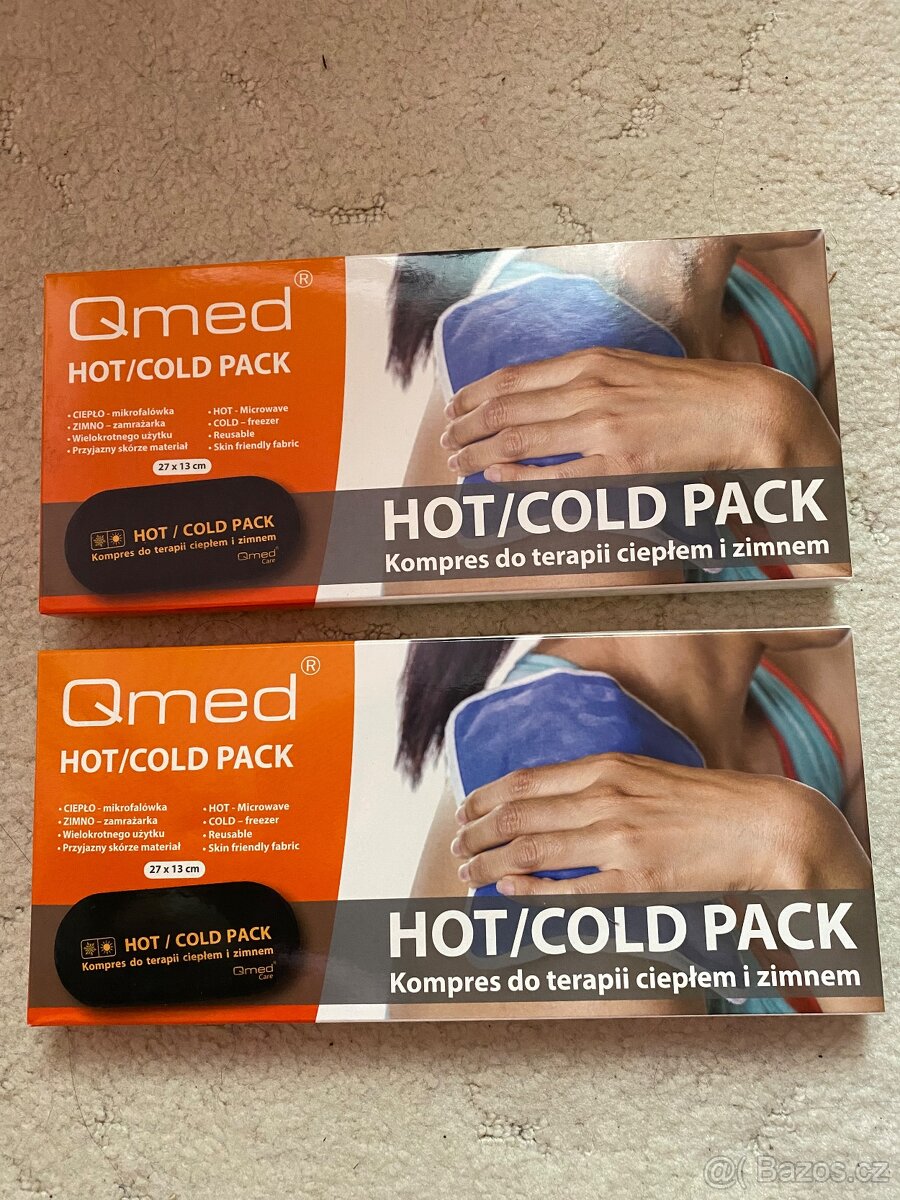 Qmed®
HOT/COLD PACK
• CIEPŁO - mikrofalówka
• ZIMNO – zamrażarka
• Wielokrotnego użytku
• Przyjazny skórze materiał
• HOT - Microwave
• COLD – freezer
• Reusable
• Skin friendly fabric
27 x 13 cm
HOT / COLD PACK
Kompres do terapii ciepłem i zimnem
Qmed®
Care
HOT/COLD PACK
Kompres do terapii ciepłem i zimnem
Qmed®
HOT/COLD PACK
• CIEPŁO - mikrofalówka
• ZIMNO – zamrażarka
• Wielokrotnego użytku
• Przyjazny skórze materiał
• HOT - Microwave
• COLD – freezer
• Reusable
• Skin friendly fabric
27 x 13 cm
HOT / COLD PACK
Kompres do terapii ciepłem i zimnem
Qmed®
Care
HOT/COLD PACK
Kompres do terapii ciepłem i zimnem
@( Bazos.cz